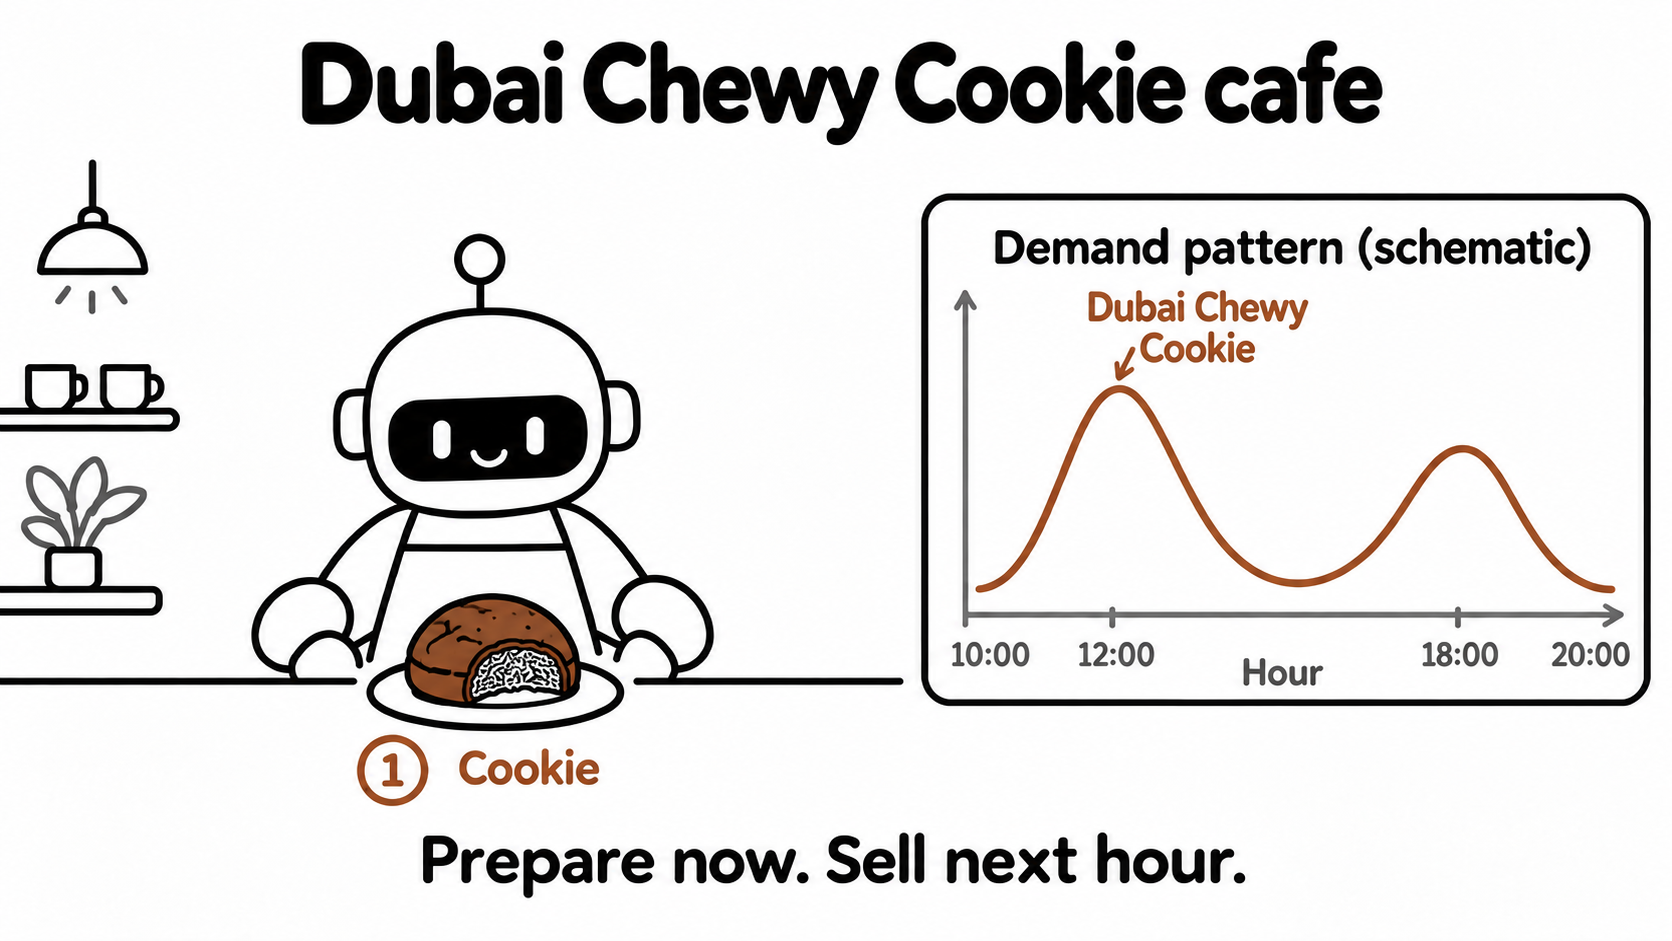 Dubai Chewy Cookie cafe
Demand pattern (schematic)
Dubai Chewy
Cookie
10:00 12:00 18:00 20:00
Hour
1 Cookie
Prepare now. Sell next hour.